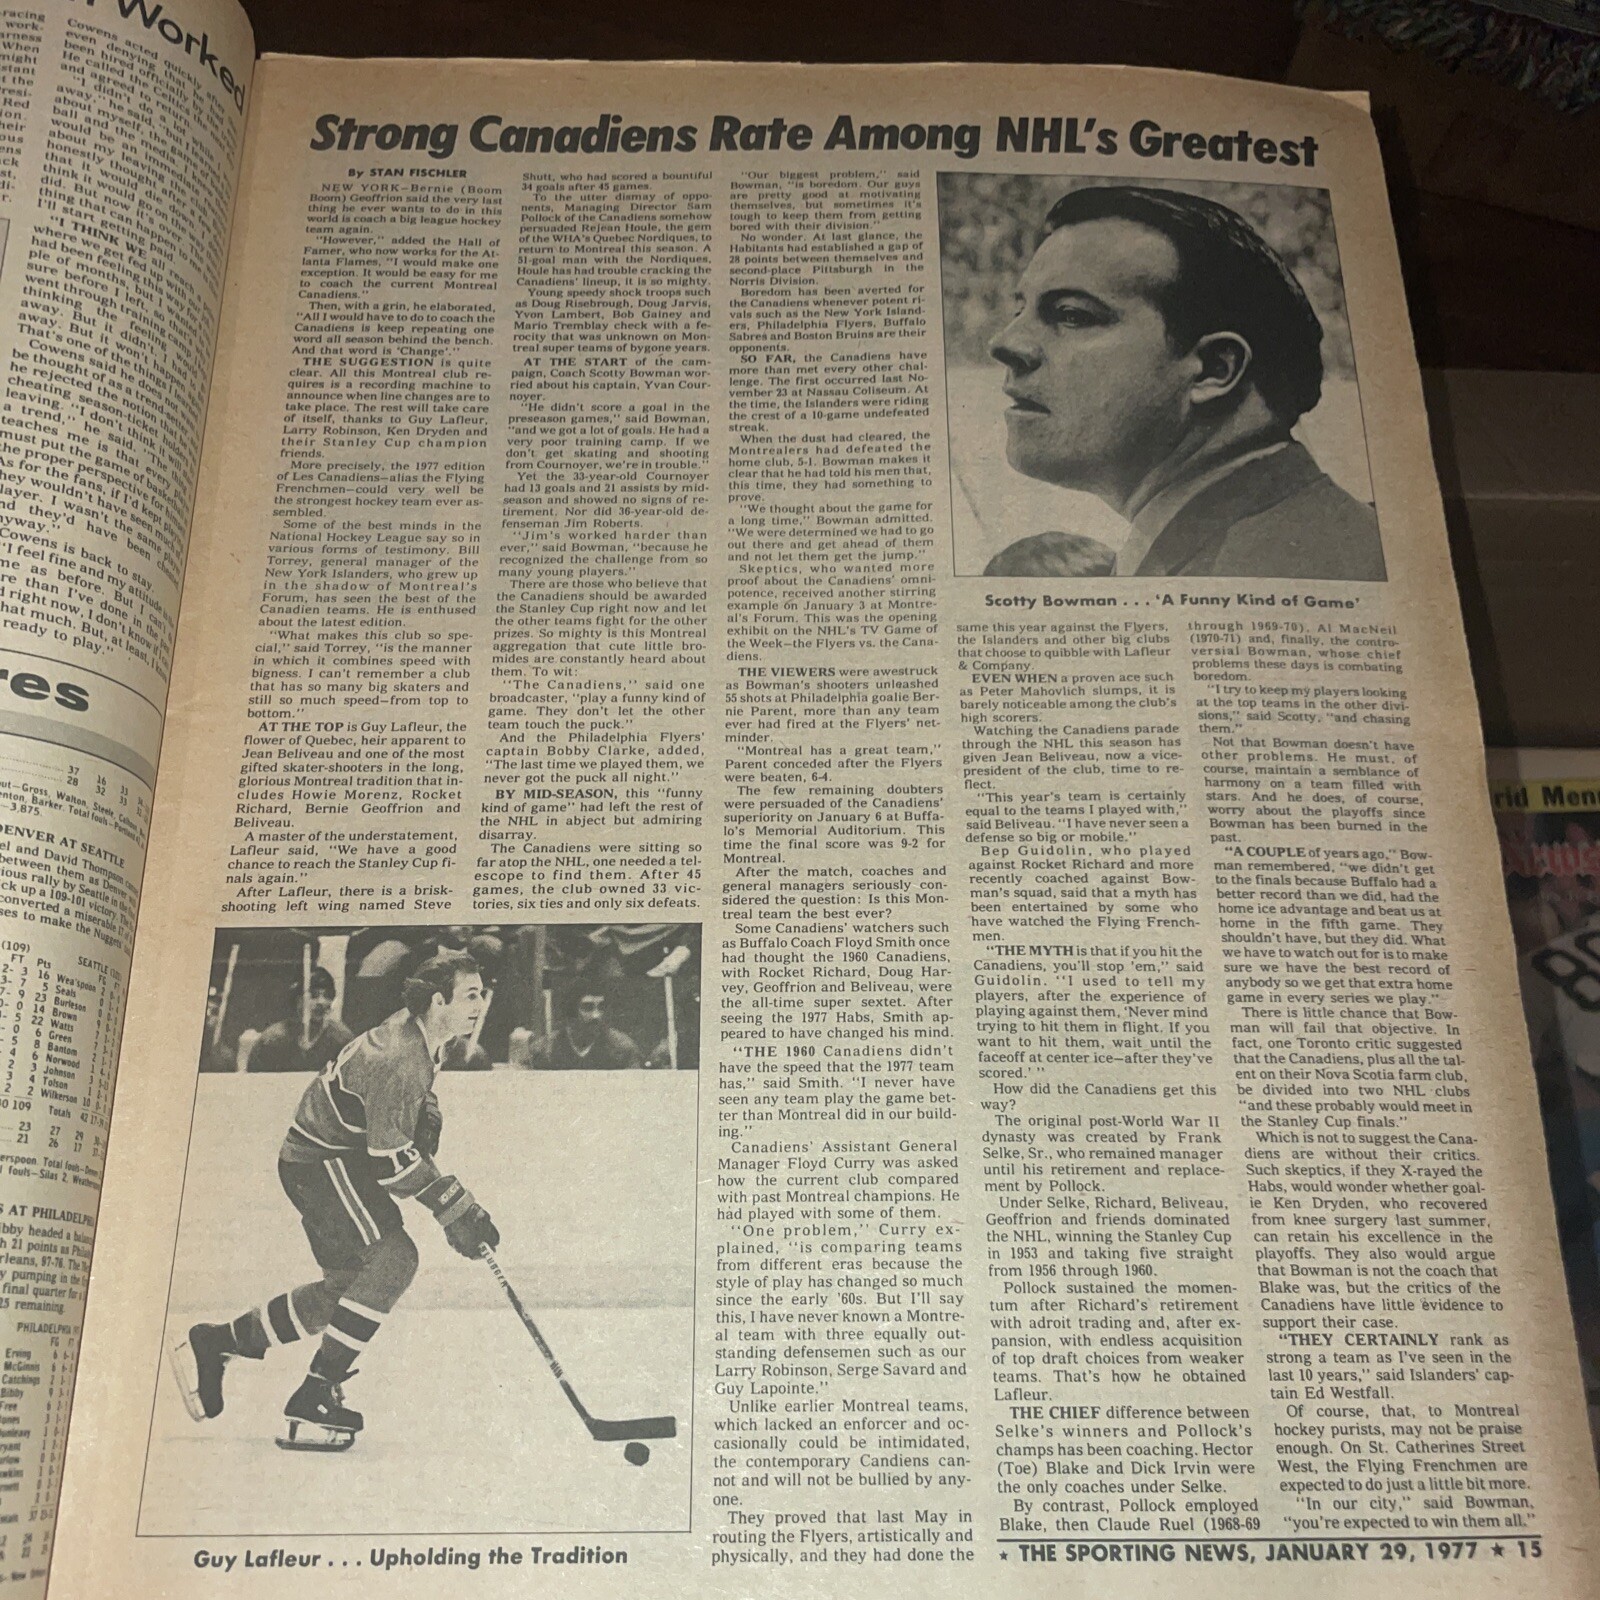 Strong Canadiens Rate Among NHL's Greatest
By STAN FISCHLER
NEW YORK—Bernie (Boom
Boom) Geoffrion said the very last
thing he ever wants to do in this
world is coach a big league hockey
team again.
"However," added the Hall of
Famer, who now works for the At-
lanta Flames, "I would make one
exception. It would be easy for me
to coach the current Montreal
Canadiens."
Then, with a grin, he elaborated,
"All I would have to do to coach the
Canadiens is keep repeating one
word all season behind the bench.
And that word is 'Change'."
THE SUGGESTION is quite
clear. All this Montreal club re-
quires is a recording machine to
announce when line changes are to
take place. The rest will take care
of itself, thanks to Guy Lafleur,
Larry Robinson, Ken Dryden and
their Stanley Cup champion
friends.
More precisely, the 1977 edition
of Les Canadiens—alias the Flying
Frenchmen—could very well be
the strongest hockey team ever as-
sembled.
Some of the best minds in the
National Hockey League say so in
various forms of testimony. Bill
Torrey, general manager of the
New York Islanders, who grew up
in the shadow of Montreal's
Forum, has seen the best of the
Canadien teams. He is enthused
about the latest edition.
"What makes this club so spe-
cial," said Torrey, "is the manner
in which it combines speed with
bigness. I can't remember a club
that has so many big skaters and
still so much speed—from top to
bottom."
AT THE TOP is Guy Lafleur, the
flower of Quebec, heir apparent to
Jean Beliveau and one of the most
gifted skater-shooters in the long,
glorious Montreal tradition that in-
cludes Howie Morenz, Rocket
Richard, Bernie Geoffrion and
Beliveau.
A master of the understatement,
Lafleur said, "We have a good
chance to reach the Stanley Cup fi-
nals again."
After Lafleur, there is a brisk-
shooting left wing named Steve
Shutt, who had scored a bountiful
34 goals after 45 games.
To the utter dismay of oppo-
nents, Managing Director Sam
Pollock of the Canadiens somehow
persuaded Rejean Houle, the gem
of the WHA's Quebec Nordiques, to
return to Montreal this season. A
51-goal man with the Nordiques,
Houle has had trouble cracking the
Canadiens' lineup, it is so mighty.
Young speedy shock troops such
as Doug Risebrough, Doug Jarvis,
Yvon Lambert, Bob Gainey and
Mario Tremblay check with a fe-
rocity that was unknown on Mon-
treal super teams of bygone years.
AT THE START of the cam-
paign, Coach Scotty Bowman wor-
ried about his captain, Yvan Cour-
noyer.
"He didn't score a goal in the
preseason games," said Bowman,
"and we got a lot of goals. He had a
very poor training camp. If we
don't get skating and shooting
from Cournoyer, we're in trouble."
Yet the 33-year-old Cournoyer
had 13 goals and 21 assists by mid-
season and showed no signs of re-
tirement. Nor did 36-year-old de-
fenseman Jim Roberts.
"Jim's worked harder than
ever," said Bowman, "because he
recognized the challenge from so
many young players."
There are those who believe that
the Canadiens should be awarded
the Stanley Cup right now and let
the other teams fight for the other
prizes. So mighty is this Montreal
aggregation that cute little bro-
mides are constantly heard about
them. To wit:
"The Canadiens," said one
broadcaster, "play a funny kind of
game. They don't let the other
team touch the puck."
And the Philadelphia Flyers'
captain Bobby Clarke, added,
"The last time we played them, we
never got the puck all night."
BY MID-SEASON, this "funny
kind of game" had left the rest of
the NHL in abject but admiring
disarray.
The Canadiens were sitting so
far atop the NHL, one needed a tel-
escope to find them. After 45
games, the club owned 33 vic-
tories, six ties and only six defeats.
"Our biggest problem," said
Bowman, "is boredom. Our guys
are pretty good at motivating
themselves, but sometimes it's
tough to keep them from getting
bored with their division."
No wonder. At last glance, the
Habitants had established a gap of
28 points between themselves and
second-place Pittsburgh in the
Norris Division.
Boredom has been averted for
the Canadiens whenever potent ri-
vals such as the New York Island-
ers, Philadelphia Flyers, Buffalo
Sabres and Boston Bruins are their
opponents.
SO FAR, the Canadiens have
more than met every other chal-
lenge. The first occurred last No-
vember 23 at Nassau Coliseum. At
the time, the Islanders were riding
the crest of a 10-game undefeated
streak.
When the dust had cleared, the
Montrealers had defeated the
home club, 5-1. Bowman makes it
clear that he had told his men that,
this time, they had something to
prove.
"We thought about the game for
a long time," Bowman admitted.
"We were determined we had to go
out there and get ahead of them
and not let them get the jump."
Skeptics, who wanted more
proof about the Canadiens' omni-
potence, received another stirring
example on January 3 at Montre-
al's Forum. This was the opening
exhibit on the NHL's TV Game of
the Week—the Flyers vs. the Cana-
diens.
THE VIEWERS were awestruck
as Bowman's shooters unleashed
55 shots at Philadelphia goalie Ber-
nie Parent, more than any team
ever had fired at the Flyers' net-
minder.
"Montreal has a great team,"
Parent conceded after the Flyers
were beaten, 6-4.
The few remaining doubters
were persuaded of the Canadiens'
superiority on January 6 at Buffa-
lo's Memorial Auditorium. This
time the final score was 9-2 for
Montreal.
After the match, coaches and
general managers seriously con-
sidered the question: Is this Mon-
treal team the best ever?
Some Canadiens' watchers such
as Buffalo Coach Floyd Smith once
had thought the 1960 Canadiens,
with Rocket Richard, Doug Har-
vey, Geoffrion and Beliveau, were
the all-time super sextet. After
seeing the 1977 Habs, Smith ap-
peared to have changed his mind.
"THE 1960 Canadiens didn't
have the speed that the 1977 team
has," said Smith. "I never have
seen any team play the game bet-
ter than Montreal did in our build-
ing."
Canadiens' Assistant General
Manager Floyd Curry was asked
how the current club compared
with past Montreal champions. He
had played with some of them.
"One problem," Curry ex-
plained, "is comparing teams
from different eras because the
style of play has changed so much
since the early '60s. But I'll say
this, I have never known a Montre-
al team with three equally out-
standing defensemen such as our
Larry Robinson, Serge Savard and
Guy Lapointe."
Unlike earlier Montreal teams,
which lacked an enforcer and oc-
casionally could be intimidated,
the contemporary Candiens can-
not and will not be bullied by any-
one.
They proved that last May in
routing the Flyers, artistically and
physically, and they had done the
Scotty Bowman . . . 'A Funny Kind of Game'
same this year against the Flyers,
the Islanders and other big clubs
that choose to quibble with Lafleur
& Company.
EVEN WHEN a proven ace such
as Peter Mahovlich slumps, it is
barely noticeable among the club's
high scorers.
Watching the Canadiens parade
through the NHL this season has
given Jean Beliveau, now a vice-
president of the club, time to re-
flect.
"This year's team is certainly
equal to the teams I played with,"
said Beliveau. "I have never seen a
defense so big or mobile."
Bep Guidolin, who played
against Rocket Richard and more
recently coached against Bow-
man's squad, said that a myth has
been entertained by some who
have watched the Flying French-
men.
"THE MYTH is that if you hit the
Canadiens, you'll stop 'em," said
Guidolin. "I used to tell my
players, after the experience of
playing against them, 'Never mind
trying to hit them in flight. If you
want to hit them, wait until the
faceoff at center ice—after they've
scored.' "
How did the Canadiens get this
way?
The original post-World War II
dynasty was created by Frank
Selke, Sr., who remained manager
until his retirement and replace-
ment by Pollock.
Under Selke, Richard, Beliveau,
Geoffrion and friends dominated
the NHL, winning the Stanley Cup
in 1953 and taking five straight
from 1956 through 1960.
Pollock sustained the momen-
tum after Richard's retirement
with adroit trading and, after ex-
pansion, with endless acquisition
of top draft choices from weaker
teams. That's how he obtained
Lafleur.
THE CHIEF difference between
Selke's winners and Pollock's
champs has been coaching. Hector
(Toe) Blake and Dick Irvin were
the only coaches under Selke.
By contrast, Pollock employed
Blake, then Claude Ruel (1968-69
through 1969-70), Al MacNeil
(1970-71) and, finally, the contro-
versial Bowman, whose chief
problems these days is combating
boredom.
"I try to keep my players looking
at the top teams in the other divi-
sions," said Scotty, "and chasing
them."
Not that Bowman doesn't have
other problems. He must, of
course, maintain a semblance of
harmony on a team filled with
stars. And he does, of course,
worry about the playoffs since
Bowman has been burned in the
past.
"A COUPLE of years ago," Bow-
man remembered, "we didn't get
to the finals because Buffalo had a
better record than we did, had the
home ice advantage and beat us at
home in the fifth game. They
shouldn't have, but they did. What
we have to watch out for is to make
sure we have the best record of
anybody so we get that extra home
game in every series we play."
There is little chance that Bow-
man will fail that objective. In
fact, one Toronto critic suggested
that the Canadiens, plus all the tal-
ent on their Nova Scotia farm club,
be divided into two NHL clubs
"and these probably would meet in
the Stanley Cup finals."
Which is not to suggest the Cana-
diens are without their critics.
Such skeptics, if they X-rayed the
Habs, would wonder whether goal-
ie Ken Dryden, who recovered
from knee surgery last summer,
can retain his excellence in the
playoffs. They also would argue
that Bowman is not the coach that
Blake was, but the critics of the
Canadiens have little evidence to
support their case.
"THEY CERTAINLY rank as
strong a team as I've seen in the
last 10 years," said Islanders' cap-
tain Ed Westfall.
Of course, that, to Montreal
hockey purists, may not be praise
enough. On St. Catherines Street
West, the Flying Frenchmen are
expected to do just a little bit more.
"In our city," said Bowman,
"you're expected to win them all."
Guy Lafleur . . . Upholding the Tradition
★ THE SPORTING NEWS, JANUARY 29, 1977 ★ 15